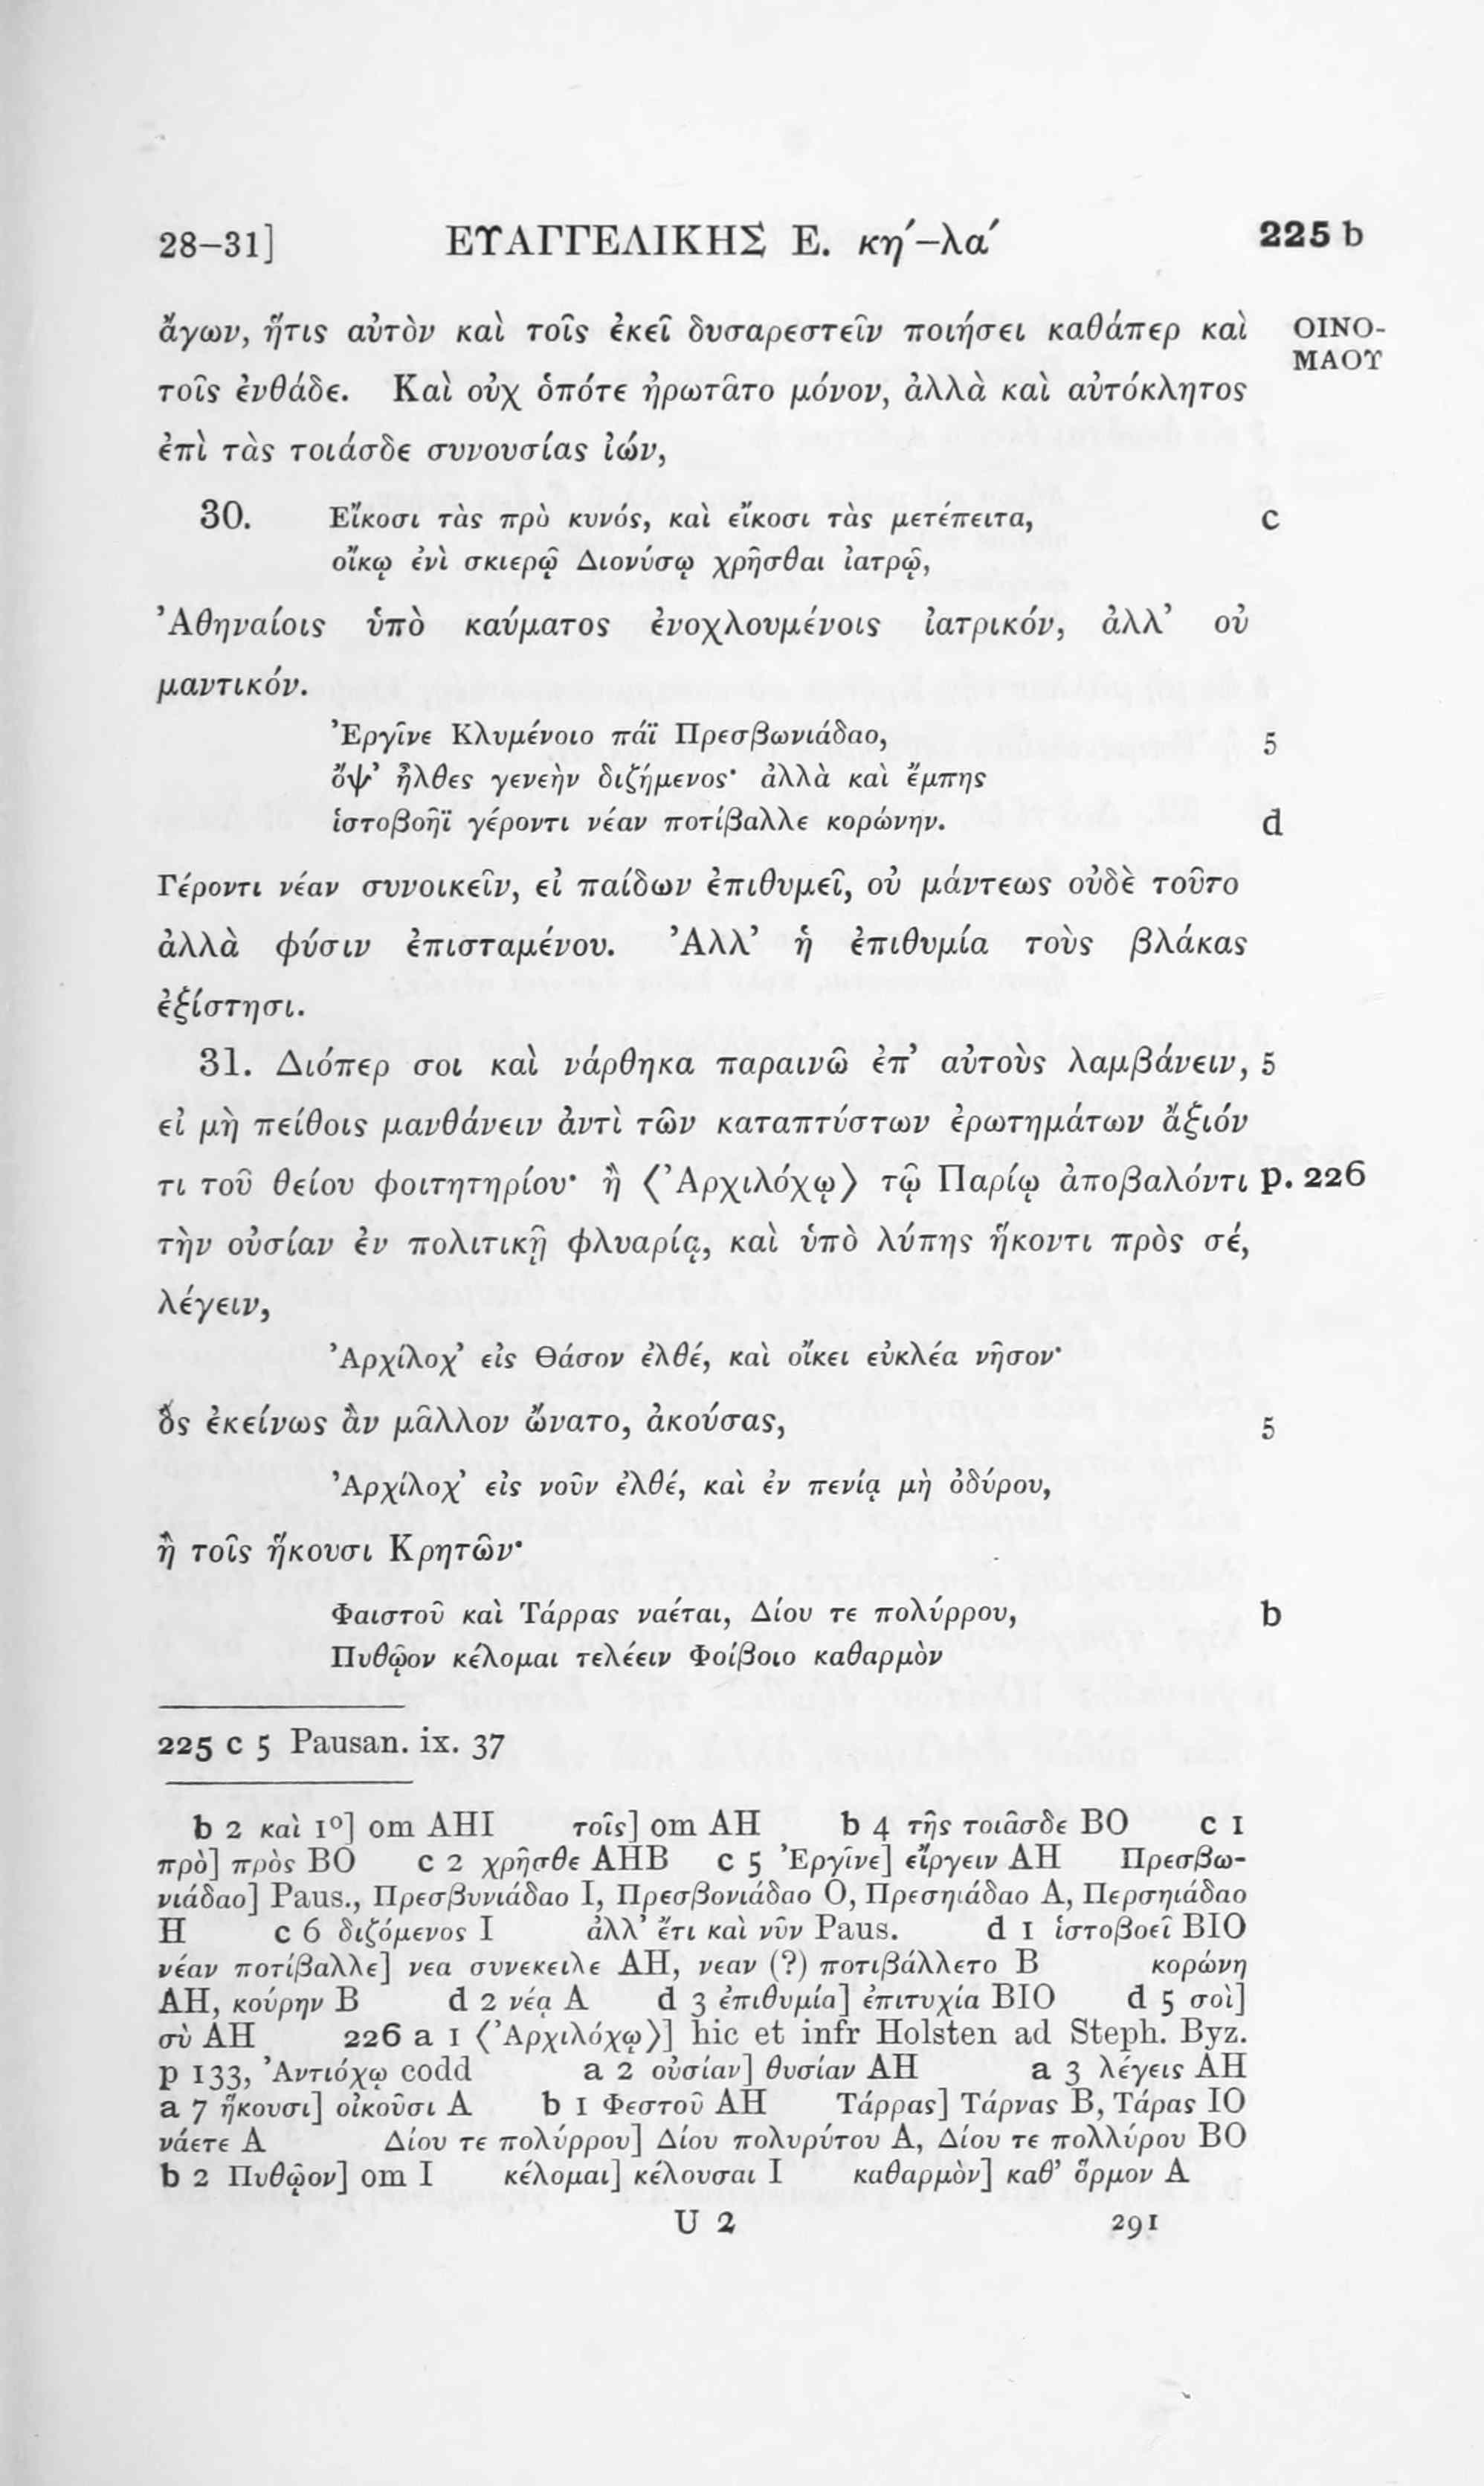 28–31] ΕΥΑΓΓΕΛΙΚΗΣ Ε. κη′–λα′ 225 b
ἄγων, ἥτις αὐτὸν καὶ τοῖς ἐκεῖ δυσαρεστεῖν ποιήσει καθάπερ καὶ ΟΙΝΟ-
ΜΑΟΥ
τοῖς ἐνθάδε. Καὶ οὐχ ὁπότε ἠρωτᾶτο μόνον, ἀλλὰ καὶ αὐτόκλητος
ἐπὶ τὰς τοιάσδε συνουσίας ἰών,
30. Εἴκοσι τὰς πρὸ κυνός, καὶ εἴκοσι τὰς μετέπειτα, c
οἴκῳ ἐνὶ σκιερῷ Διονύσῳ χρῆσθαι ἰατρῷ,
Ἀθηναίοις ὑπὸ καύματος ἐνοχλουμένοις ἰατρικόν, ἀλλ’ οὐ
μαντικόν.
Ἐργῖνε Κλυμένοιο πάϊ Πρεσβωνιάδαο, 5
ὄψ’ ἦλθες γενεὴν διζήμενος· ἀλλὰ καὶ ἔμπης
ἱστοβοῆϊ γέροντι νέαν ποτίβαλλε κορώνην. d
Γέροντι νέαν συνοικεῖν, εἰ παίδων ἐπιθυμεῖ, οὐ μάντεως οὐδὲ τοῦτο
ἀλλὰ φύσιν ἐπισταμένου. Ἀλλ’ ἡ ἐπιθυμία τοὺς βλάκας
ἐξίστησι.
31. Διόπερ σοι καὶ νάρθηκα παραινῶ ἐπ’ αὐτοὺς λαμβάνειν, 5
εἰ μὴ πείθοις μανθάνειν ἀντὶ τῶν καταπτύστων ἐρωτημάτων ἄξιόν
τι τοῦ θείου φοιτητηρίου· ἢ ⟨Ἀρχιλόχῳ⟩ τῷ Παρίῳ ἀποβαλόντι p. 226
τὴν οὐσίαν ἐν πολιτικῇ φλυαρίᾳ, καὶ ὑπὸ λύπης ἥκοντι πρὸς σέ,
λέγειν,
Ἀρχίλοχ’ εἰς Θάσον ἐλθέ, καὶ οἴκει εὐκλέα νῆσον·
ὃς ἐκείνως ἂν μᾶλλον ὤνατο, ἀκούσας, 5
Ἀρχίλοχ’ εἰς νοῦν ἐλθέ, καὶ ἐν πενίᾳ μὴ ὀδύρου,
ἢ τοῖς ἥκουσι Κρητῶν·
Φαιστοῦ καὶ Τάρρας ναέται, Δίου τε πολύρρου, b
Πυθῷον κέλομαι τελέειν Φοίβοιο καθαρμὸν
225 c 5 Pausan. ix. 37
b 2 καὶ 1º] om AHI τοῖς] om AH b 4 τῆς τοιᾶσδε BO c 1
πρὸ] πρὸς BO c 2 χρῆσθε AHB c 5 Ἐργῖνε] εἴργειν AH Πρεσβω-
νιάδαο] Paus., Πρεσβυνιάδαο I, Πρεσβονιάδαο O, Πρεσηιάδαο A, Περσηιάδαο
H c 6 διζόμενος I ἀλλ’ ἔτι καὶ νῦν Paus. d 1 ἱστοβοεῖ BIO
νέαν ποτίβαλλε] νεα συνεκειλε AH, νεαν (?) ποτιβάλλετο B κορώνη
AH, κούρην B d 2 νέᾳ A d 3 ἐπιθυμία] ἐπιτυχία BIO d 5 σοὶ]
σὺ AH 226 a 1 ⟨Ἀρχιλόχῳ⟩] hic et infr Holsten ad Steph. Byz.
p 133, Ἀντιόχῳ codd a 2 οὐσίαν] θυσίαν AH a 3 λέγεις AH
a 7 ἥκουσι] οἰκοῦσι A b 1 Φεστοῦ AH Τάρρας] Τάρνας B, Τάρας IO
νάετε A Δίου τε πολύρρου] Δίου πολυρύτου A, Δίου τε πολλύρου BO
b 2 Πυθῷον] om I κέλομαι] κέλουσαι I καθαρμὸν] καθ’ ὅρμον A
U 2 291